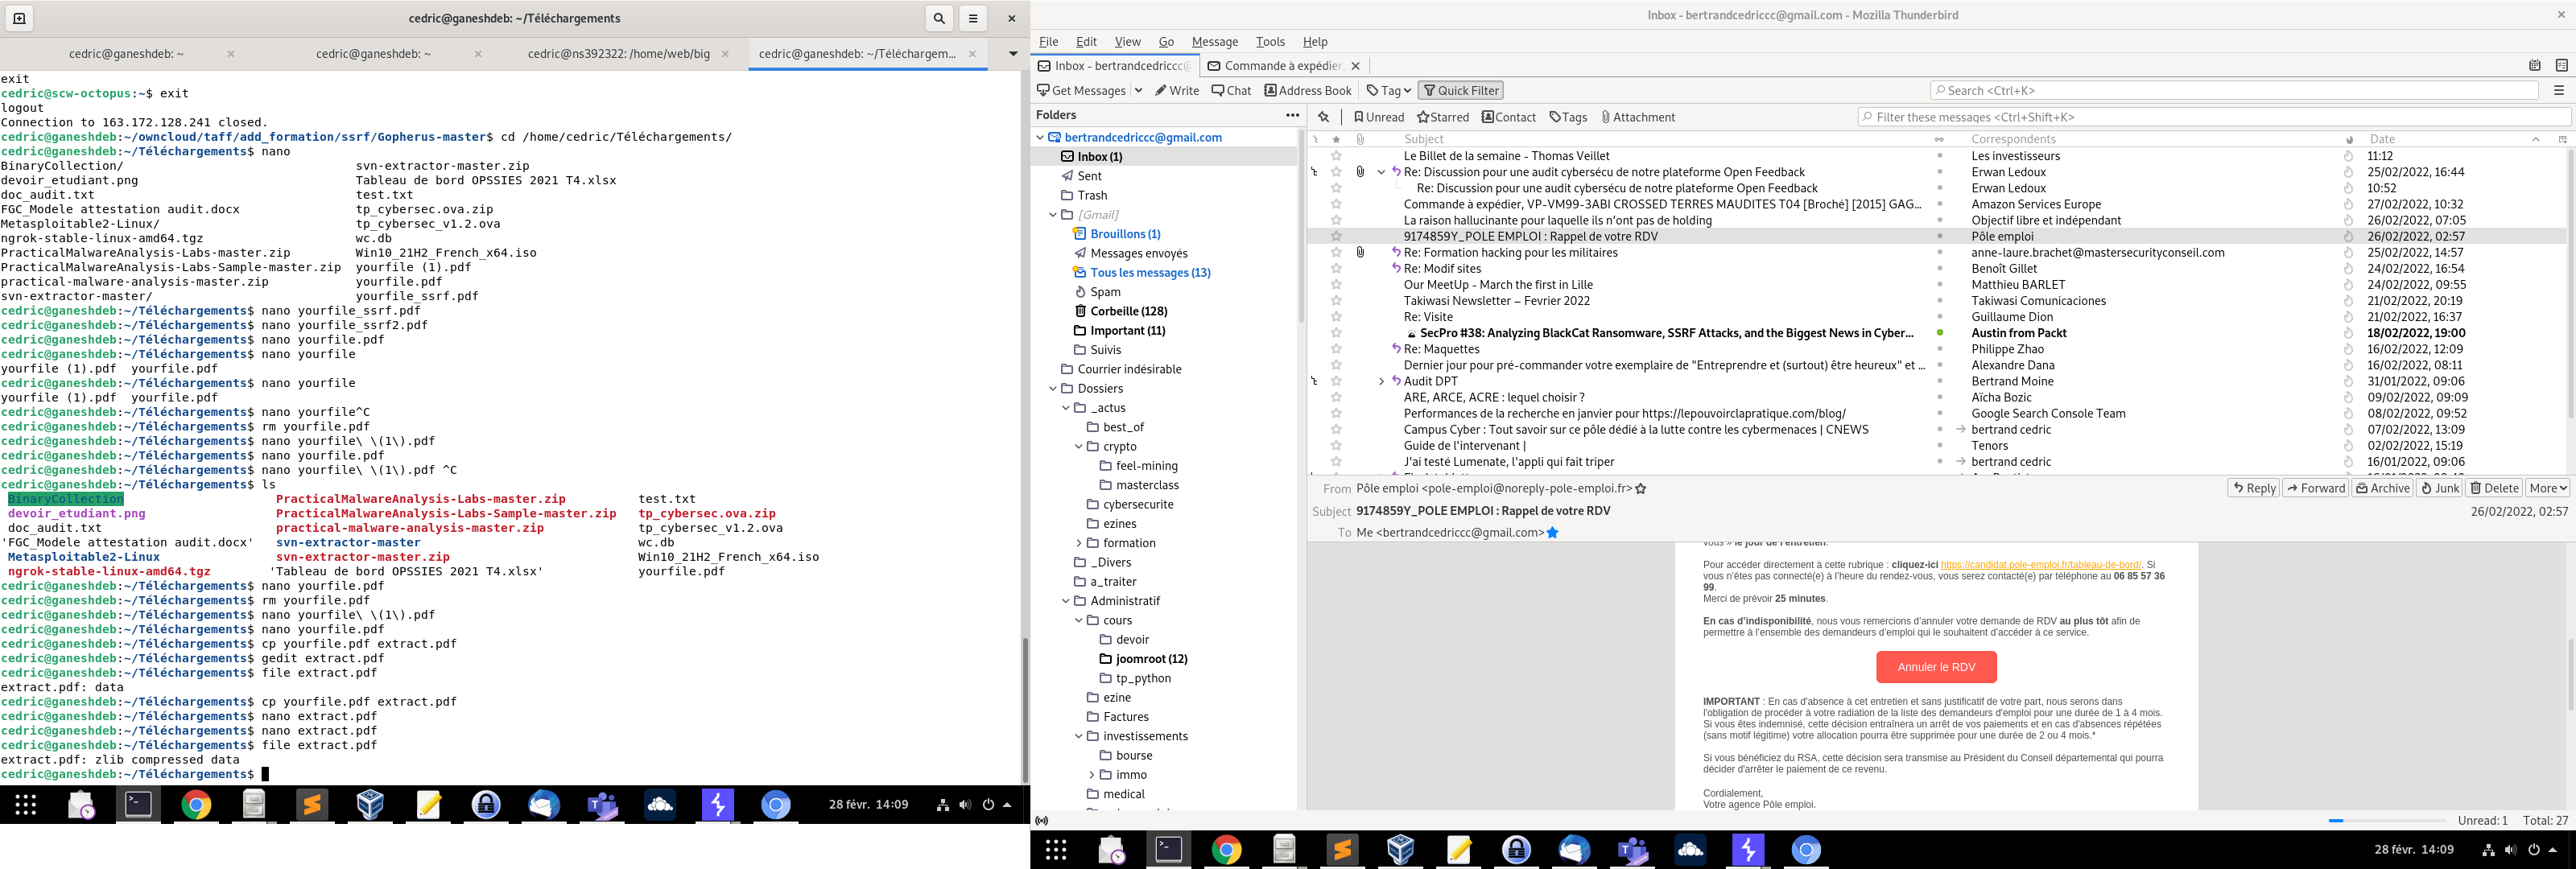 cedric@ganeshdeb: ~/Téléchargements
cedric@ganeshdeb: ~
cedric@ganeshdeb: ~
cedric@ns392322: /home/web/big
cedric@ganeshdeb: ~/Téléchargem...
exit
cedric@scw-octopus:~$ exit
logout
Connection to 163.172.128.241 closed.
cedric@ganeshdeb:~/owncloud/taff/add_formation/ssrf/Gopherus-master$ cd /home/cedric/Téléchargements/
cedric@ganeshdeb:~/Téléchargements$ nano
BinaryCollection/ svn-extractor-master.zip
devoir_etudiant.png Tableau de bord OPSSIES 2021 T4.xlsx
doc_audit.txt test.txt
FGC_Modele attestation audit.docx tp_cybersec.ova.zip
Metasploitable2-Linux/ tp_cybersec_v1.2.ova
ngrok-stable-linux-amd64.tgz wc.db
PracticalMalwareAnalysis-Labs-master.zip Win10_21H2_French_x64.iso
PracticalMalwareAnalysis-Labs-Sample-master.zip yourfile (1).pdf
practical-malware-analysis-master.zip yourfile.pdf
svn-extractor-master/ yourfile_ssrf.pdf
cedric@ganeshdeb:~/Téléchargements$ nano yourfile_ssrf.pdf
cedric@ganeshdeb:~/Téléchargements$ nano yourfile_ssrf2.pdf
cedric@ganeshdeb:~/Téléchargements$ nano yourfile.pdf
cedric@ganeshdeb:~/Téléchargements$ nano yourfile
yourfile (1).pdf yourfile.pdf
cedric@ganeshdeb:~/Téléchargements$ nano yourfile
yourfile (1).pdf yourfile.pdf
cedric@ganeshdeb:~/Téléchargements$ nano yourfile^C
cedric@ganeshdeb:~/Téléchargements$ rm yourfile.pdf
cedric@ganeshdeb:~/Téléchargements$ nano yourfile\ \(1\).pdf
cedric@ganeshdeb:~/Téléchargements$ nano yourfile.pdf
cedric@ganeshdeb:~/Téléchargements$ nano yourfile\ \(1\).pdf ^C
cedric@ganeshdeb:~/Téléchargements$ ls
BinaryCollection PracticalMalwareAnalysis-Labs-master.zip test.txt
devoir_etudiant.png PracticalMalwareAnalysis-Labs-Sample-master.zip tp_cybersec.ova.zip
doc_audit.txt practical-malware-analysis-master.zip tp_cybersec_v1.2.ova
'FGC_Modele attestation audit.docx' svn-extractor-master wc.db
Metasploitable2-Linux svn-extractor-master.zip Win10_21H2_French_x64.iso
ngrok-stable-linux-amd64.tgz 'Tableau de bord OPSSIES 2021 T4.xlsx' yourfile.pdf
cedric@ganeshdeb:~/Téléchargements$ nano yourfile.pdf
cedric@ganeshdeb:~/Téléchargements$ rm yourfile.pdf
cedric@ganeshdeb:~/Téléchargements$ nano yourfile\ \(1\).pdf
cedric@ganeshdeb:~/Téléchargements$ nano yourfile.pdf
cedric@ganeshdeb:~/Téléchargements$ cp yourfile.pdf extract.pdf
cedric@ganeshdeb:~/Téléchargements$ gedit extract.pdf
cedric@ganeshdeb:~/Téléchargements$ file extract.pdf
extract.pdf: data
cedric@ganeshdeb:~/Téléchargements$ cp yourfile.pdf extract.pdf
cedric@ganeshdeb:~/Téléchargements$ nano extract.pdf
cedric@ganeshdeb:~/Téléchargements$ nano extract.pdf
cedric@ganeshdeb:~/Téléchargements$ file extract.pdf
extract.pdf: zlib compressed data
cedric@ganeshdeb:~/Téléchargements$
28 févr. 14:09
Inbox - bertrandcedriccc@gmail.com - Mozilla Thunderbird
File Edit View Go Message Tools Help
Inbox - bertrandcedriccc@
Commande à expédier,
Get Messages Write Chat Address Book Tag Quick Filter Search <Ctrl+K>
Folders
bertrandcedriccc@gmail.com
Inbox (1)
Sent
Trash
[Gmail]
Brouillons (1)
Messages envoyés
Tous les messages (13)
Spam
Corbeille (128)
Important (11)
Suivis
Courrier indésirable
Dossiers
_actus
best_of
crypto
feel-mining
masterclass
cybersecurite
ezines
formation
_Divers
a_traiter
Administratif
cours
devoir
joomroot (12)
tp_python
ezine
Factures
investissements
bourse
immo
medical
Unread Starred Contact Tags Attachment Filter these messages <Ctrl+Shift+K>
Subject Correspondents Date
Le Billet de la semaine - Thomas Veillet Les investisseurs 11:12
Re: Discussion pour une audit cybersécu de notre plateforme Open Feedback Erwan Ledoux 25/02/2022, 16:44
Re: Discussion pour une audit cybersécu de notre plateforme Open Feedback Erwan Ledoux 10:52
Commande à expédier, VP-VM99-3ABI CROSSED TERRES MAUDITES T04 [Broché] [2015] GAG... Amazon Services Europe 27/02/2022, 10:32
La raison hallucinante pour laquelle ils n’ont pas de holding Objectif libre et indépendant 26/02/2022, 07:05
9174859Y_POLE EMPLOI : Rappel de votre RDV Pôle emploi 26/02/2022, 02:57
Re: Formation hacking pour les militaires anne-laure.brachet@mastersecurityconseil.com 25/02/2022, 14:57
Re: Modif sites Benoît Gillet 24/02/2022, 16:54
Our MeetUp - March the first in Lille Matthieu BARLET 24/02/2022, 09:55
Takiwasi Newsletter – Fevrier 2022 Takiwasi Comunicaciones 21/02/2022, 20:19
Re: Visite Guillaume Dion 21/02/2022, 16:37
SecPro #38: Analyzing BlackCat Ransomware, SSRF Attacks, and the Biggest News in Cyber... Austin from Packt 18/02/2022, 19:00
Re: Maquettes Philippe Zhao 16/02/2022, 12:09
Dernier jour pour pré-commander votre exemplaire de "Entreprendre et (surtout) être heureux" et ... Alexandre Dana 16/02/2022, 08:11
Audit DPT Bertrand Moine 31/01/2022, 09:06
ARE, ARCE, ACRE : lequel choisir ? Aïcha Bozic 09/02/2022, 09:09
Performances de la recherche en janvier pour https://lepouvoirclapratique.com/blog/ Google Search Console Team 08/02/2022, 09:52
Campus Cyber : Tout savoir sur ce pôle dédié à la lutte contre les cybermenaces | CNEWS bertrand cedric 07/02/2022, 13:09
Guide de l'intervenant | Tenors 02/02/2022, 15:19
J'ai testé Lumenate, l'appli qui fait triper bertrand cedric 16/01/2022, 09:06
From Pôle emploi <pole-emploi@noreply-pole-emploi.fr>
Reply Forward Archive Junk Delete More
Subject 9174859Y_POLE EMPLOI : Rappel de votre RDV 26/02/2022, 02:57
To Me <bertrandcedriccc@gmail.com>
vous » le jour de l'entretien.
Pour accéder directement à cette rubrique : cliquez-ici https://candidat.pole-emploi.fr/tableau-de-bord/. Si
vous n'êtes pas connecté(e) à l'heure du rendez-vous, vous serez contacté(e) par téléphone au 06 85 57 36
99.
Merci de prévoir 25 minutes.
En cas d'indisponibilité, nous vous remercions d'annuler votre demande de RDV au plus tôt afin de
permettre à l'ensemble des demandeurs d'emploi qui le souhaitent d'accéder à ce service.
Annuler le RDV
IMPORTANT : En cas d'absence à cet entretien et sans justificatif de votre part, nous serons dans
l'obligation de procéder à votre radiation de la liste des demandeurs d'emploi pour une durée de 1 à 4 mois.
Si vous êtes indemnisé, cette décision entraînera un arrêt de vos paiements et en cas d'absences répétées
(sans motif légitime) votre allocation pourra être supprimée pour une durée de 2 ou 4 mois.*
Si vous bénéficiez du RSA, cette décision sera transmise au Président du Conseil départemental qui pourra
décider d'arrêter le paiement de ce revenu.
Cordialement,
Votre agence Pôle emploi.
Unread: 1 Total: 27
28 févr. 14:09